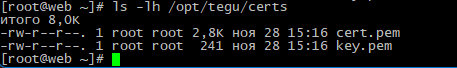 [root@web ~]# ls -lh /opt/tegu/certs
итого 8,0K
-rw-r--r--. 1 root root 2,8K ноя 28 15:16 cert.pem
-rw-r--r--. 1 root root  241 ноя 28 15:16 key.pem
[root@web ~]#